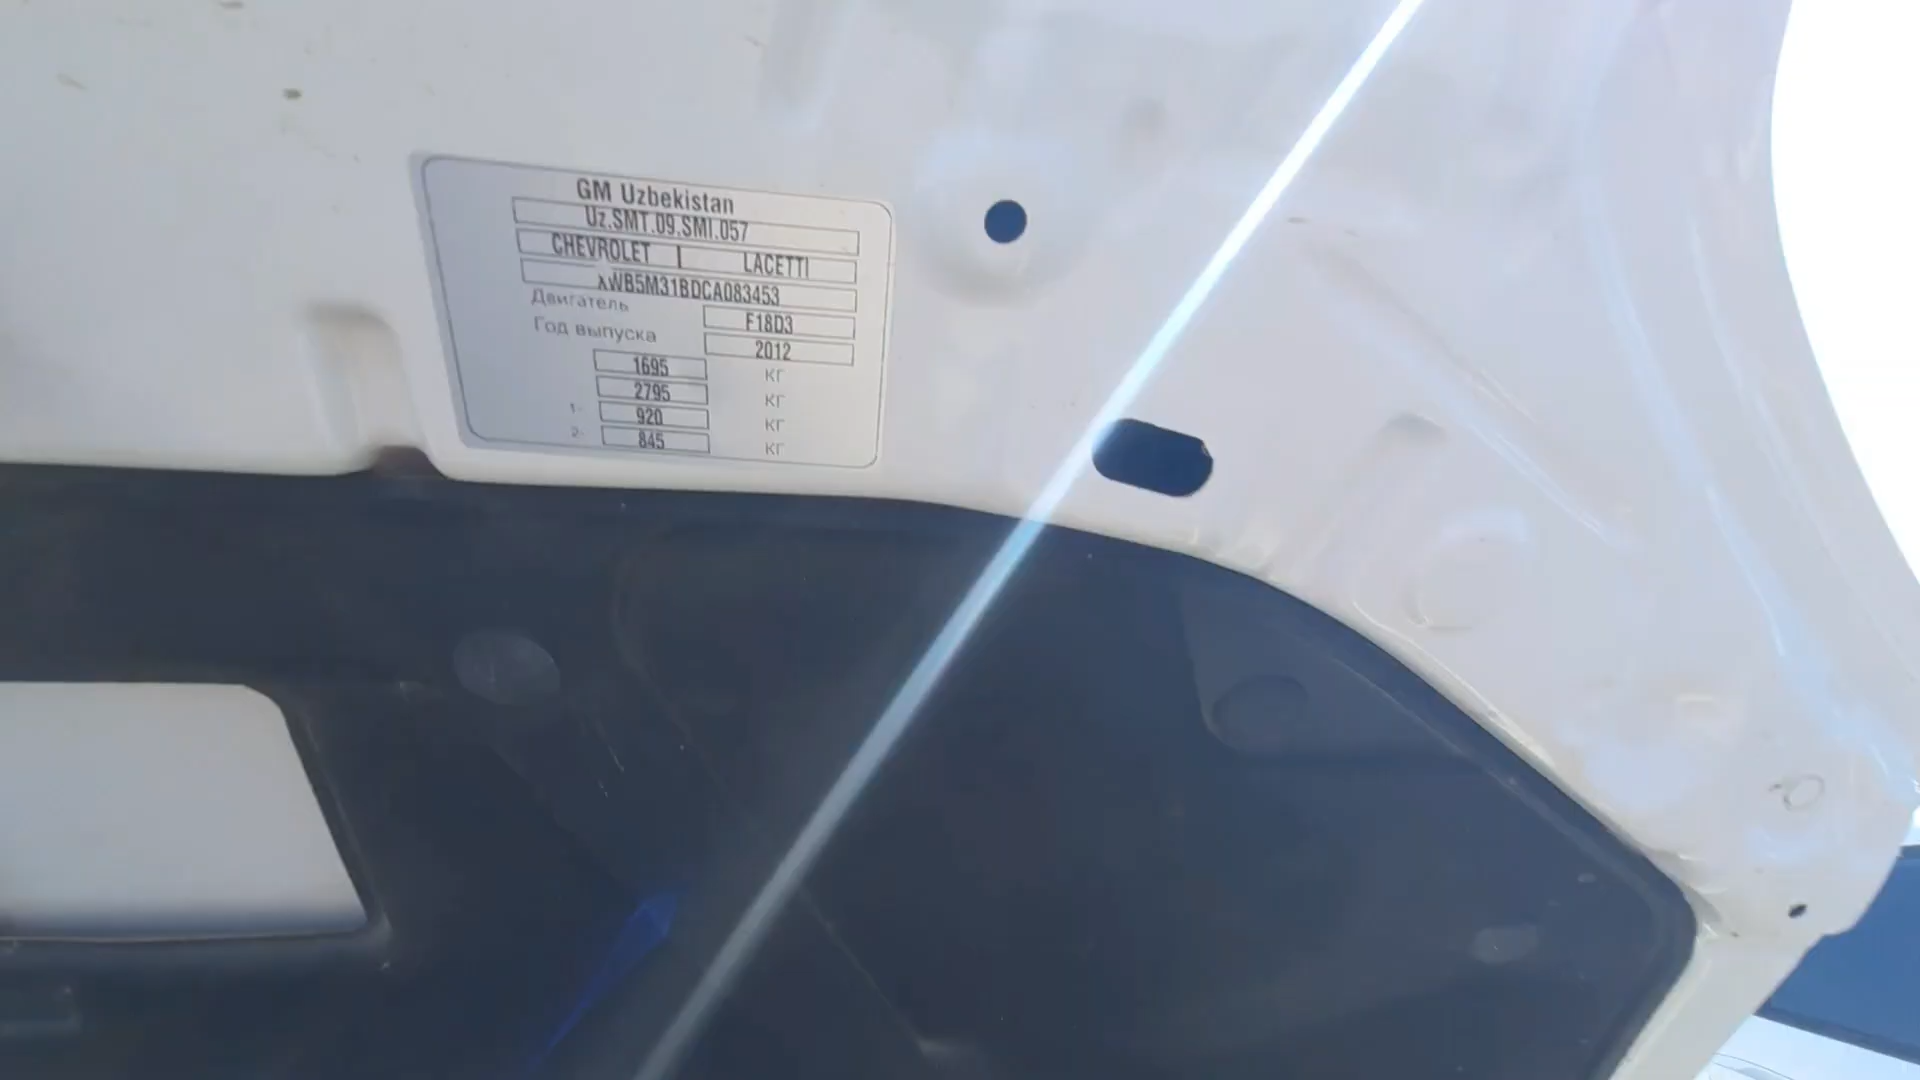 GM Uzbekistan
Uz.SMT.09.SMI.057
CHEVROLET LACETTI
XWB5M31BDCA083453
Двигатель F18D3
Год выпуска 2012
1695 КГ
2795 КГ
1- 920 КГ
2- 845 КГ